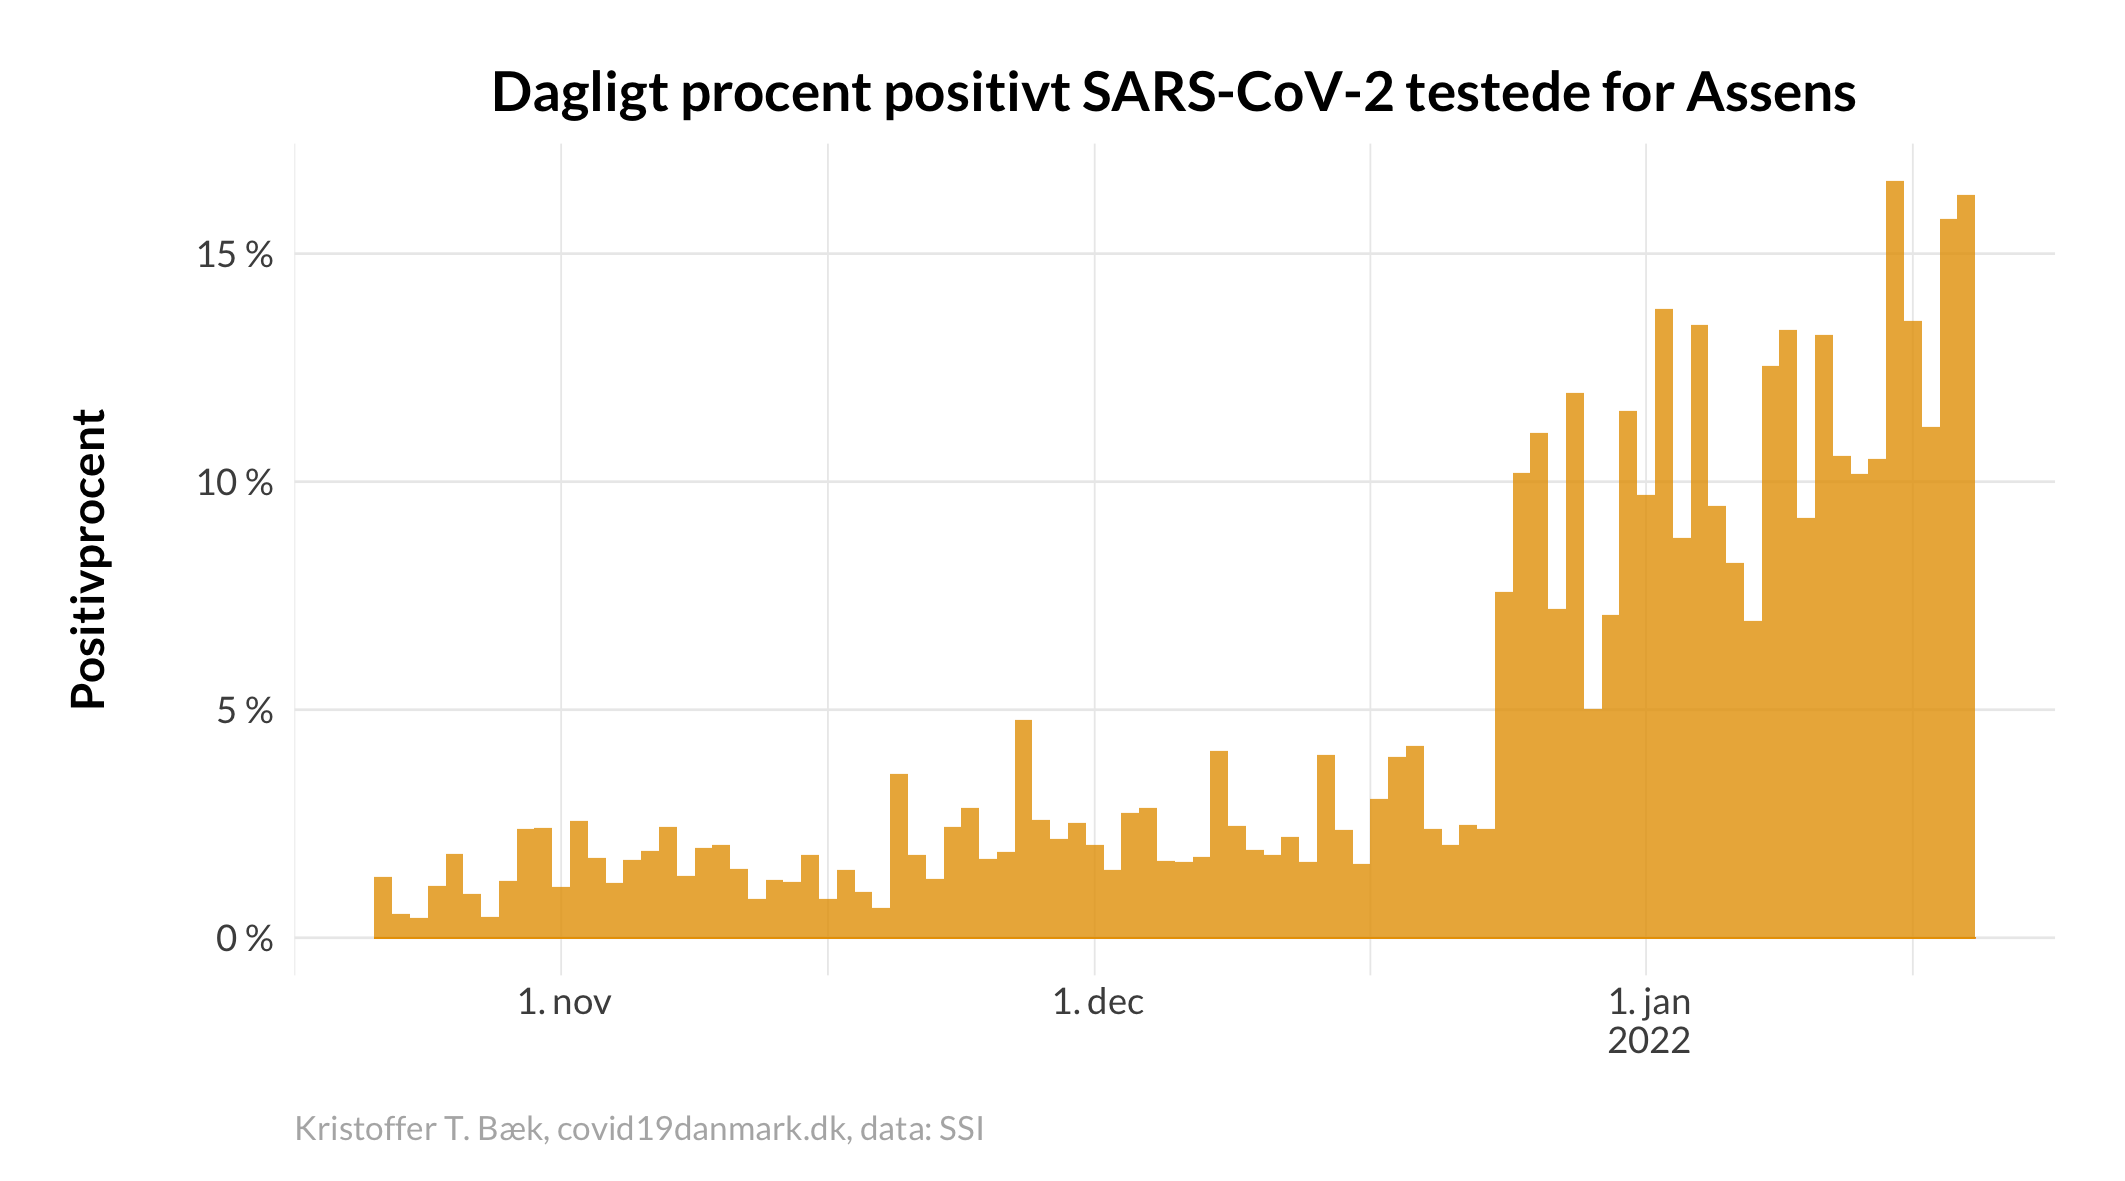 Dagligt procent positivt SARS-CoV-2 testede for Assens
Positivprocent
15 %
10 %
5 %
0 %
1. nov
1. dec
1. jan
2022
Kristoffer T. Bæk, covid19danmark.dk, data: SSI